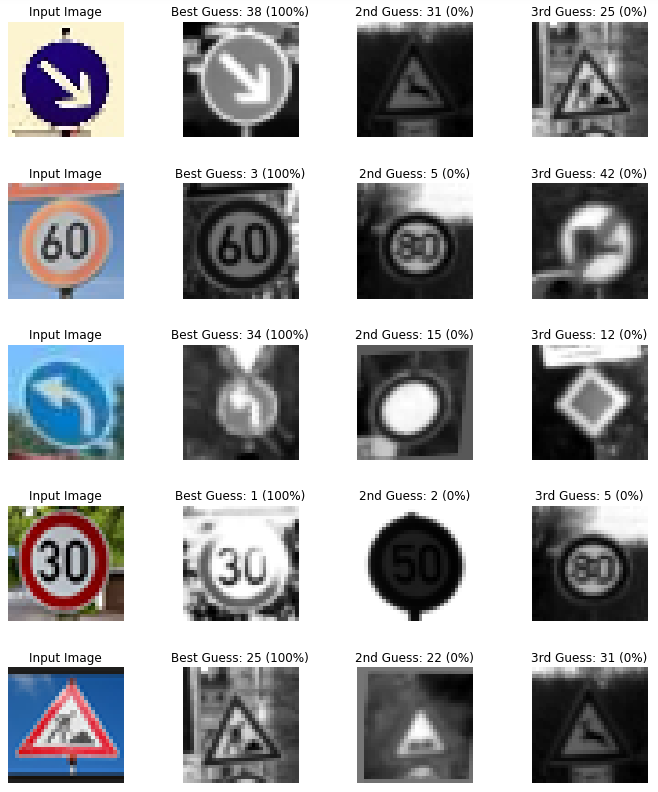 Input Image Best Guess: 38 (100%) 2nd Guess: 31 (0%) 3rd Guess: 25 (0%)
Input Image Best Guess: 3 (100%) 2nd Guess: 5 (0%) 3rd Guess: 42 (0%)
60 60 80
Input Image Best Guess: 34 (100%) 2nd Guess: 15 (0%) 3rd Guess: 12 (0%)
Input Image Best Guess: 1 (100%) 2nd Guess: 2 (0%) 3rd Guess: 5 (0%)
30 30 50 80
Input Image Best Guess: 25 (100%) 2nd Guess: 22 (0%) 3rd Guess: 31 (0%)